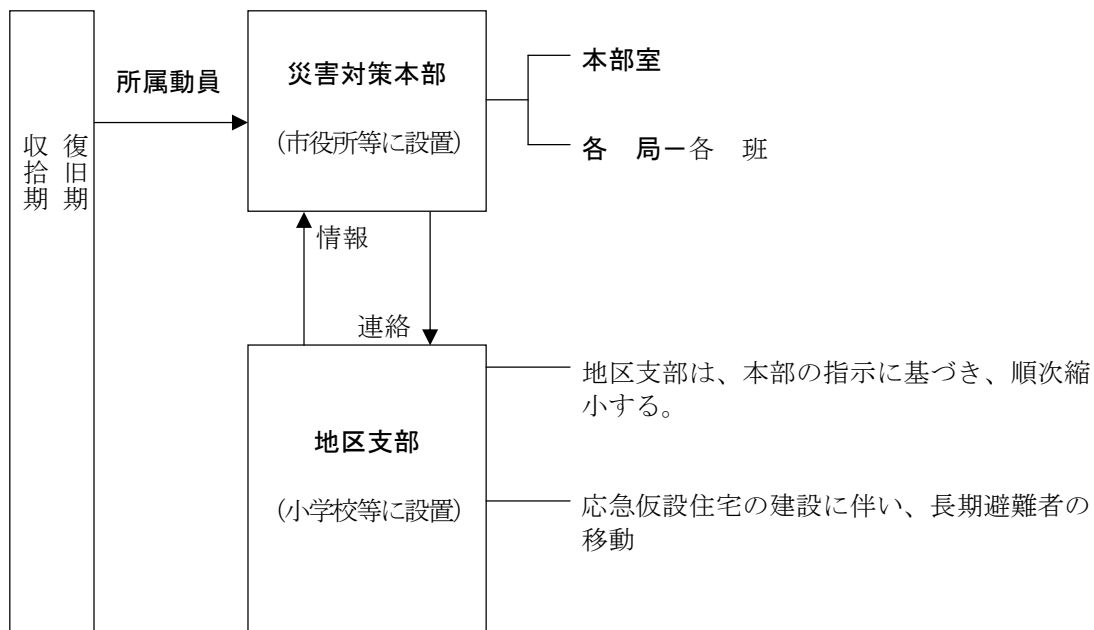 復旧期
収拾期
所属動員
災害対策本部
(市役所等に設置)
本部室
各　局－各　班
情報
連絡
地区支部
(小学校等に設置)
地区支部は、本部の指示に基づき、順次縮
小する。
応急仮設住宅の建設に伴い、長期避難者の
移動